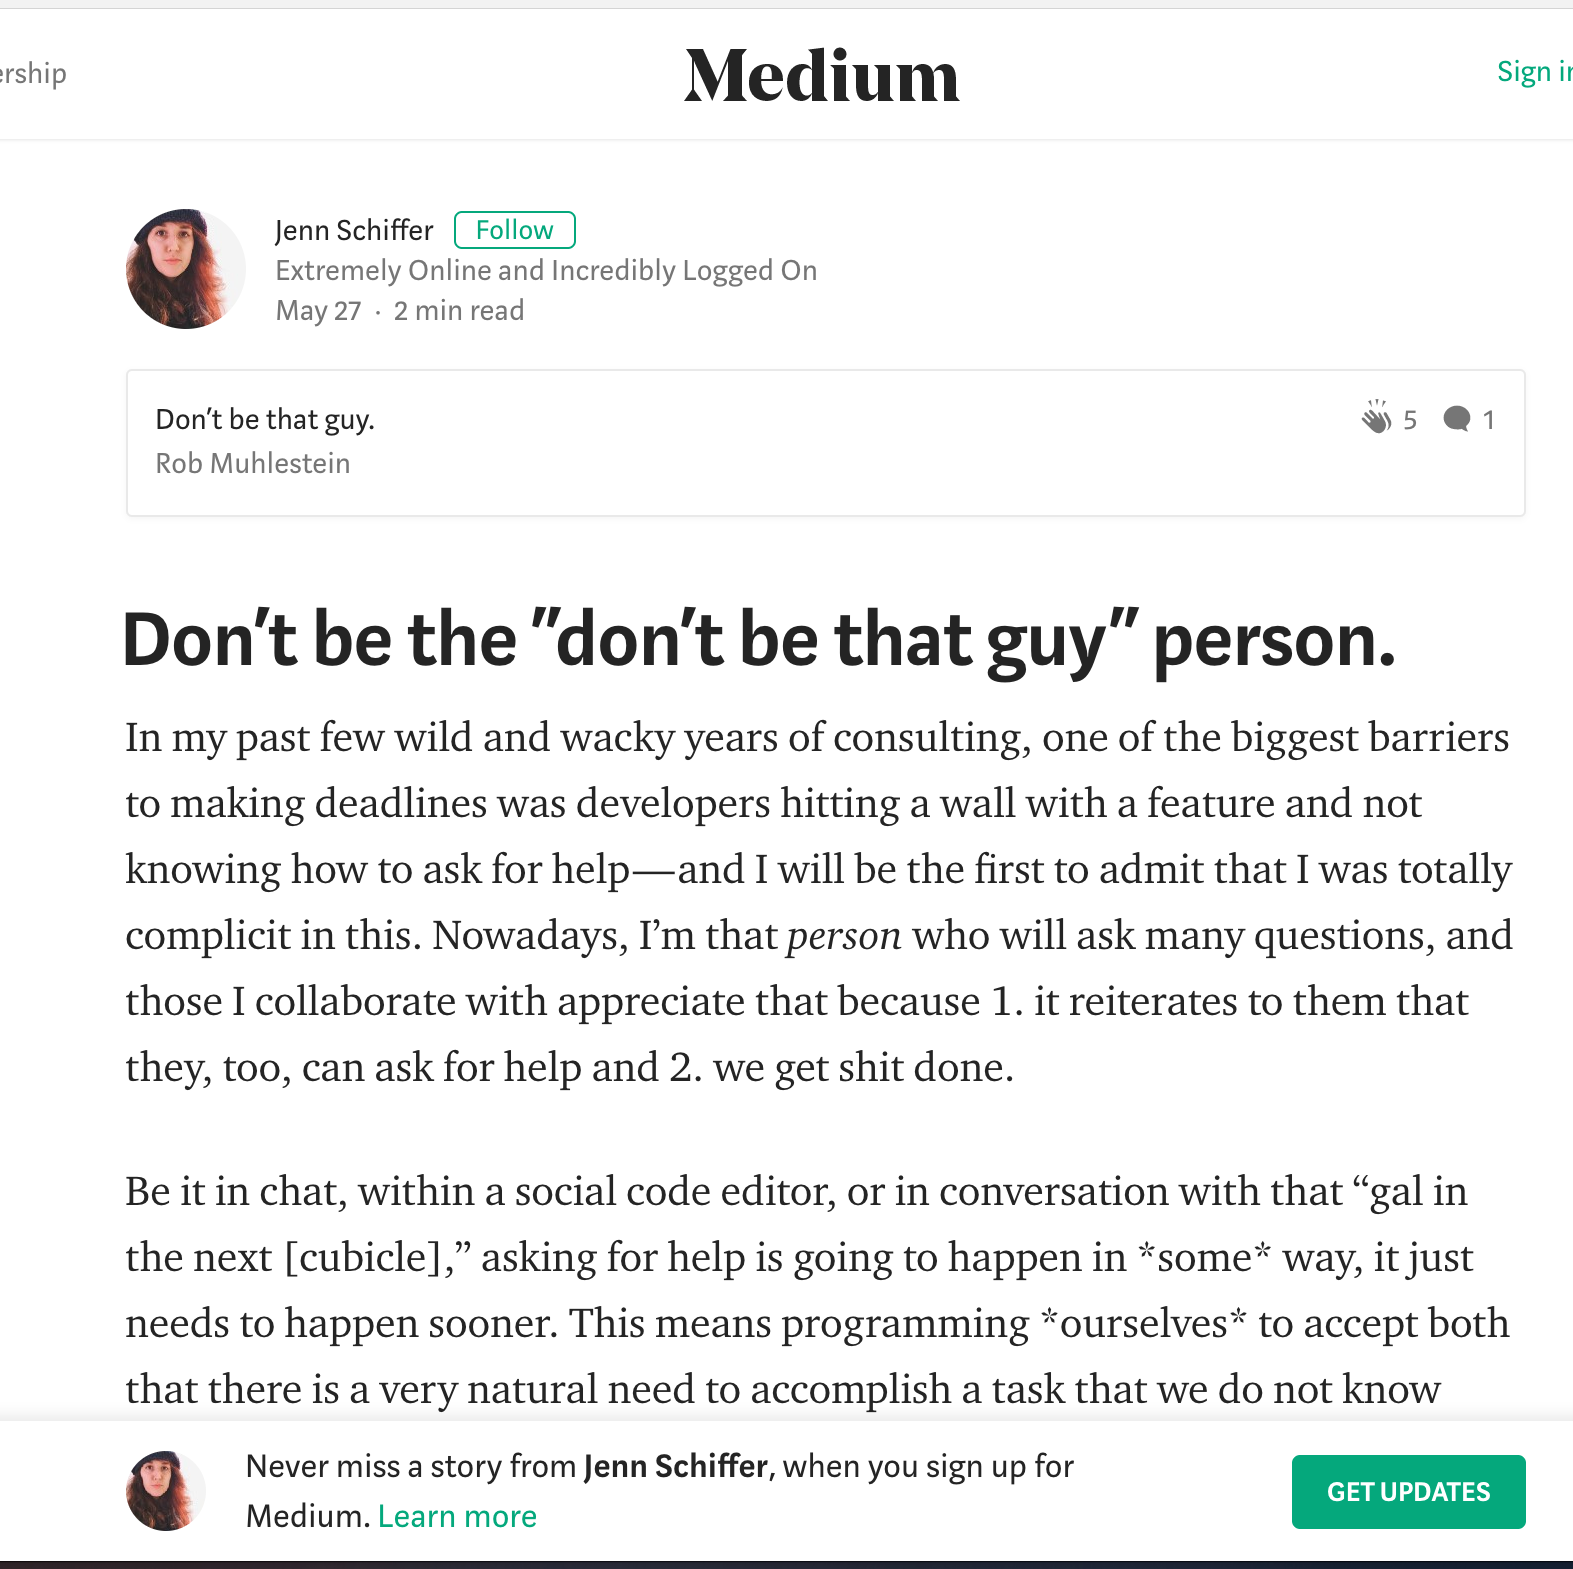 ership
Medium
Sign in
Jenn Schiffer Follow
Extremely Online and Incredibly Logged On
May 27 · 2 min read
Don’t be that guy.
5 1
Rob Muhlestein
Don’t be the ”don’t be that guy” person.
In my past few wild and wacky years of consulting, one of the biggest barriers
to making deadlines was developers hitting a wall with a feature and not
knowing how to ask for help—and I will be the first to admit that I was totally
complicit in this. Nowadays, I’m that person who will ask many questions, and
those I collaborate with appreciate that because 1. it reiterates to them that
they, too, can ask for help and 2. we get shit done.
Be it in chat, within a social code editor, or in conversation with that “gal in
the next [cubicle],” asking for help is going to happen in *some* way, it just
needs to happen sooner. This means programming *ourselves* to accept both
that there is a very natural need to accomplish a task that we do not know
Never miss a story from Jenn Schiffer, when you sign up for
Medium. Learn more
GET UPDATES